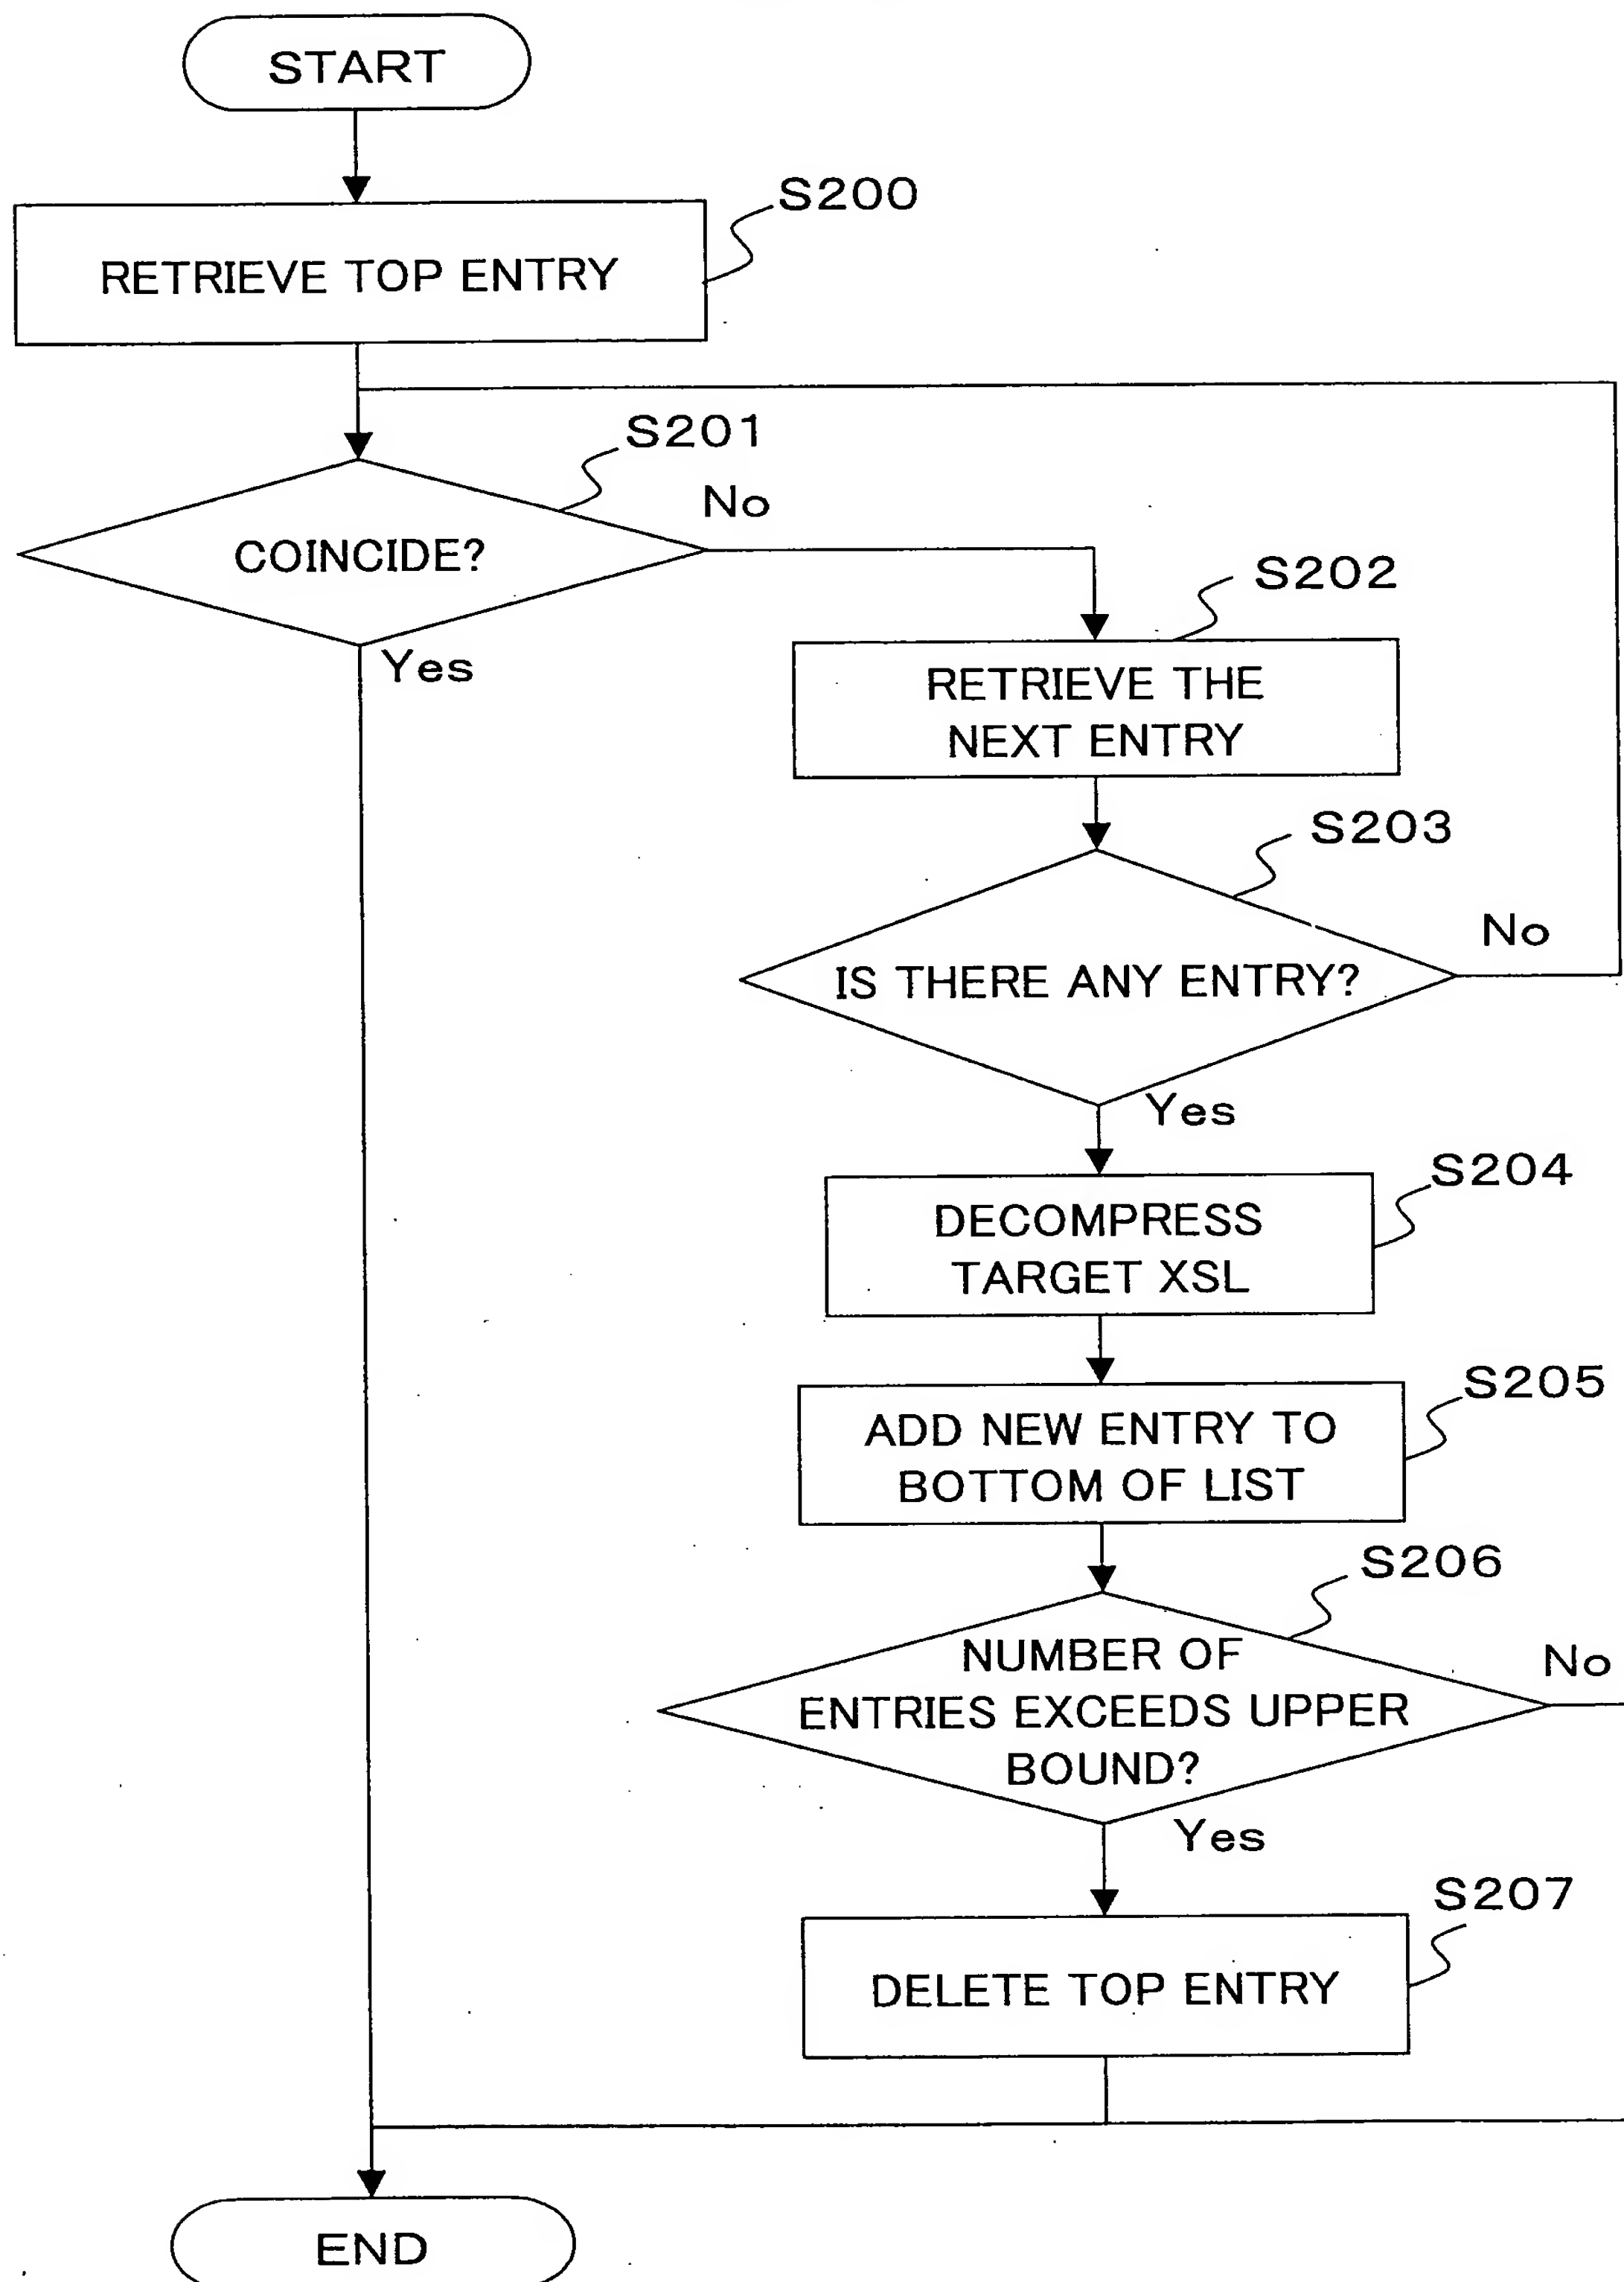 START
S200
RETRIEVE TOP ENTRY
S201
No
COINCIDE?
Yes
S202
RETRIEVE THE
NEXT ENTRY
S203
No
IS THERE ANY ENTRY?
Yes
S204
DECOMPRESS
TARGET XSL
S205
ADD NEW ENTRY TO
BOTTOM OF LIST
S206
No
NUMBER OF
ENTRIES EXCEEDS UPPER
BOUND?
Yes
S207
DELETE TOP ENTRY
END